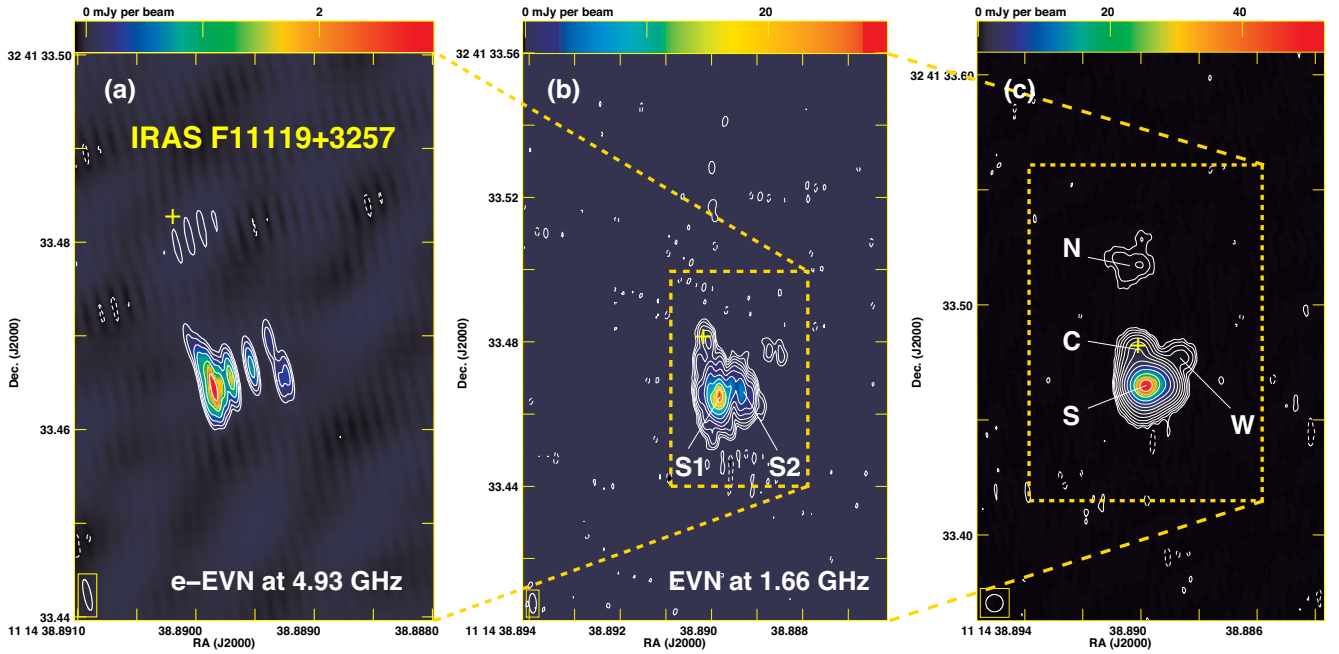 0 mJy per beam 2
32 41 33.50
(a)
IRAS F11119+3257
33.48
Dec. (J2000)
33.46
e−EVN at 4.93 GHz
33.44
11 14 38.8910 38.8900 38.8890 38.8880
RA (J2000)
0 mJy per beam 20
32 41 33.56
(b)
33.52
Dec. (J2000)
33.48
S1 S2
33.44
EVN at 1.66 GHz
11 14 38.894 38.892 38.890 38.888
RA (J2000)
0 mJy per beam 20 40
32 41 33.60
(c)
N
33.50
Dec. (J2000)
C
S
W
33.40
11 14 38.894 38.890 38.886
RA (J2000)